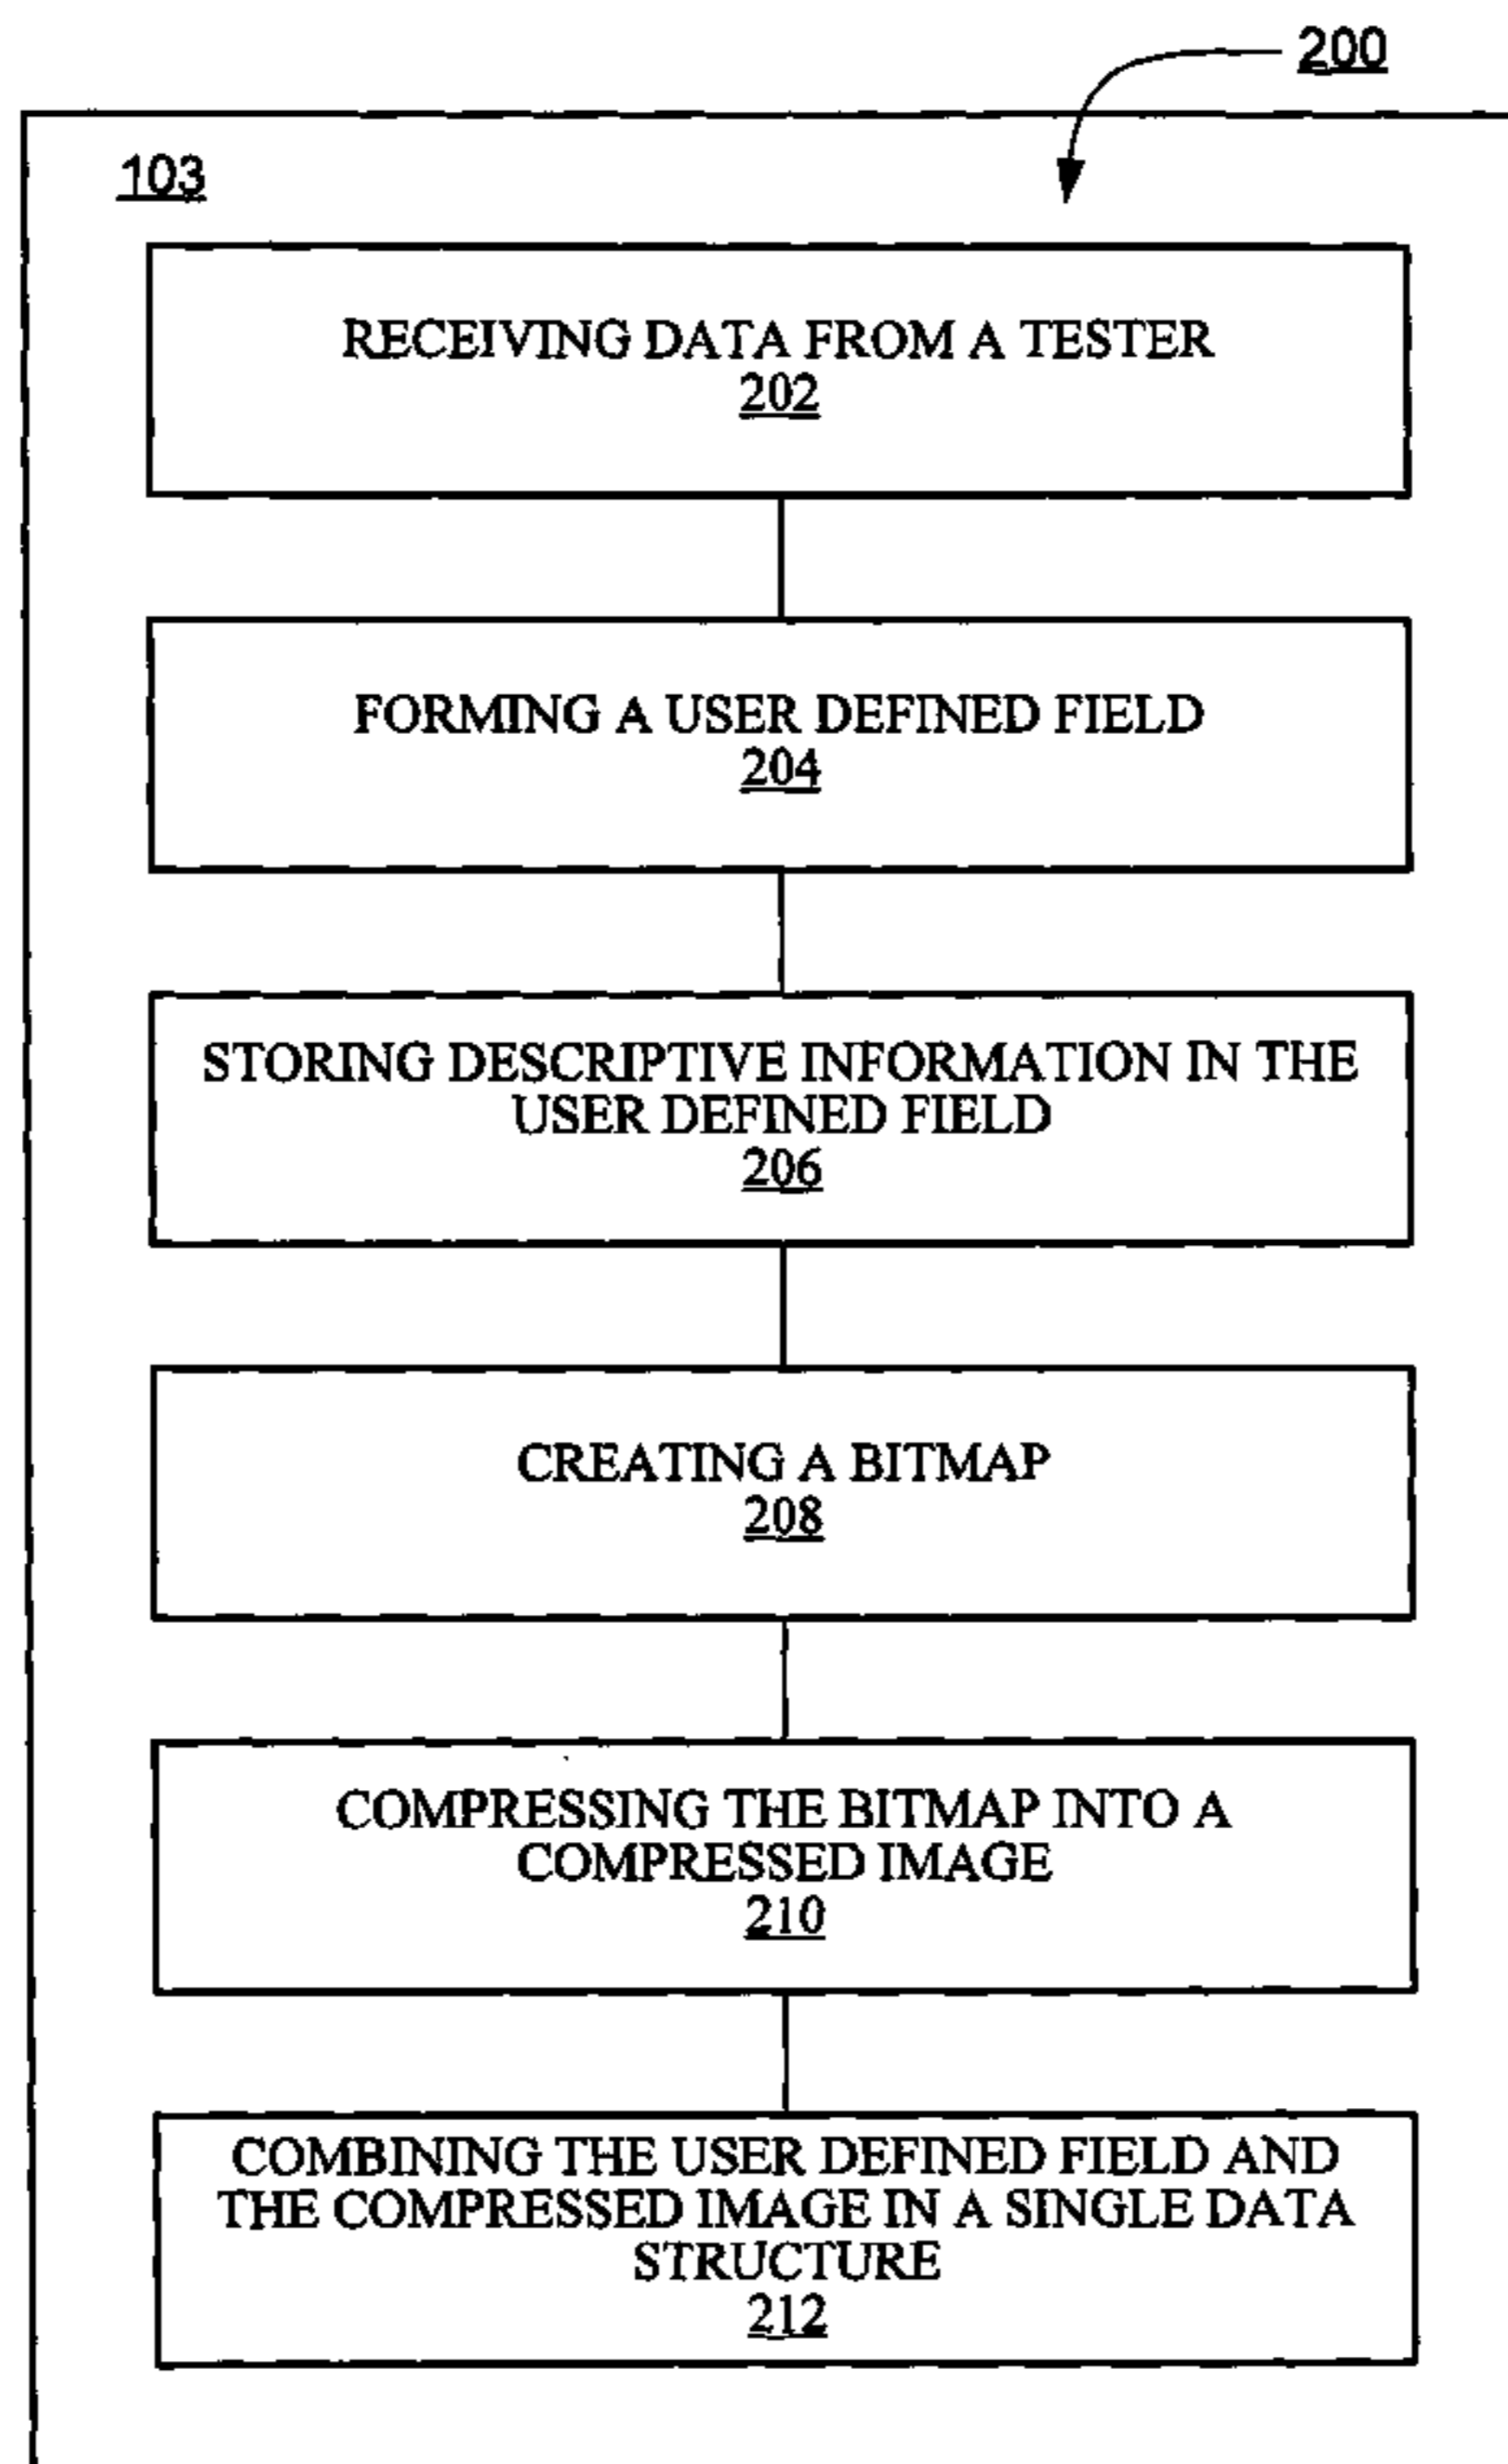 200
103
RECEIVING DATA FROM A TESTER
202
FORMING A USER DEFINED FIELD
204
STORING DESCRIPTIVE INFORMATION IN THE
USER DEFINED FIELD
206
CREATING A BITMAP
208
COMPRESSING THE BITMAP INTO A
COMPRESSED IMAGE
210
COMBINING THE USER DEFINED FIELD AND
THE COMPRESSED IMAGE IN A SINGLE DATA
STRUCTURE
212